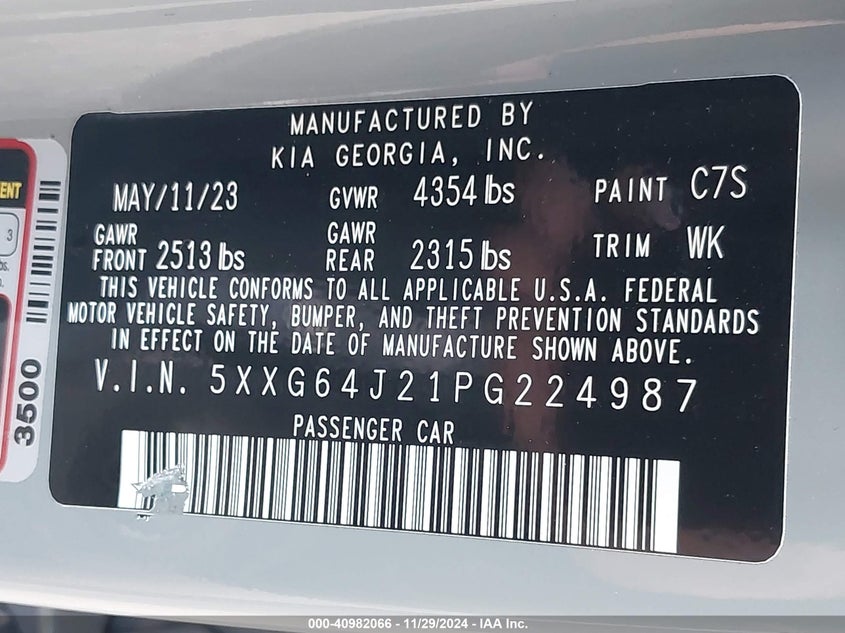 MANUFACTURED BY
KIA GEORGIA, INC.
MAY/11/23 GVWR 4354 lbs PAINT C7S
GAWR FRONT 2513 lbs GAWR REAR 2315 lbs TRIM WK
THIS VEHICLE CONFORMS TO ALL APPLICABLE U.S.A. FEDERAL
MOTOR VEHICLE SAFETY, BUMPER, AND THEFT PREVENTION STANDARDS
IN EFFECT ON THE DATE OF MANUFACTURE SHOWN ABOVE.
V.I.N. 5XXG64J21PG224987
PASSENGER CAR
3500
3
000-40982066 - 11/29/2024 - IAA Inc.